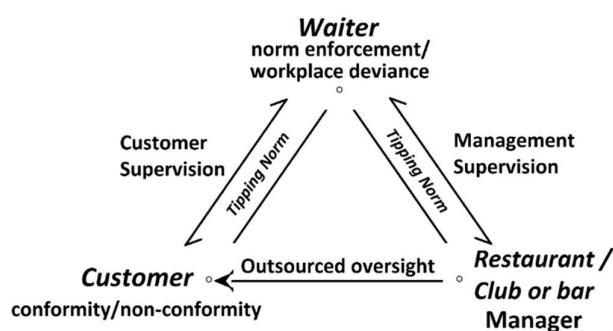 Waiter
norm enforcement/
workplace deviance
Customer
Supervision
Tipping Norm
Tipping Norm
Management
Supervision
Customer
conformity/non-conformity
Outsourced oversight
Restaurant /
Club or bar
Manager